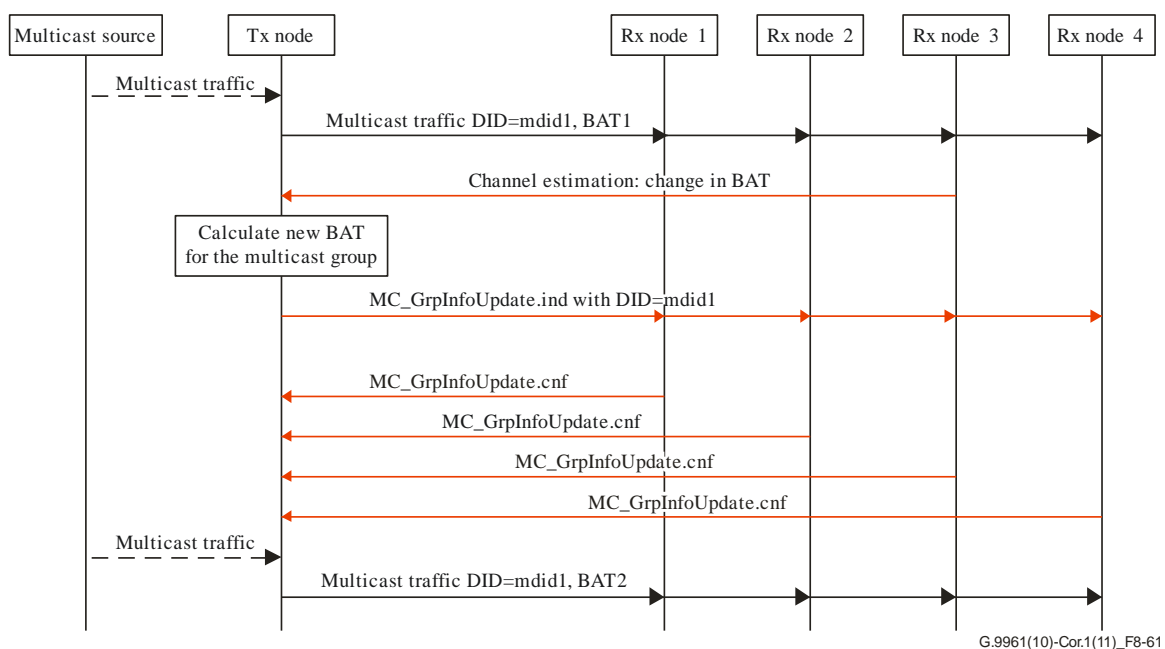 Multicast source
Tx node
Rx node 1
Rx node 2
Rx node 3
Rx node 4
Multicast traffic
Multicast traffic DID=mdid1, BAT1
Channel estimation: change in BAT
Calculate new BAT
for the multicast group
MC_GrpInfoUpdate.ind with DID=mdid1
MC_GrpInfoUpdate.cnf
MC_GrpInfoUpdate.cnf
MC_GrpInfoUpdate.cnf
MC_GrpInfoUpdate.cnf
Multicast traffic
Multicast traffic DID=mdid1, BAT2
G.9961(10)-Cor.1(11)_F8-61